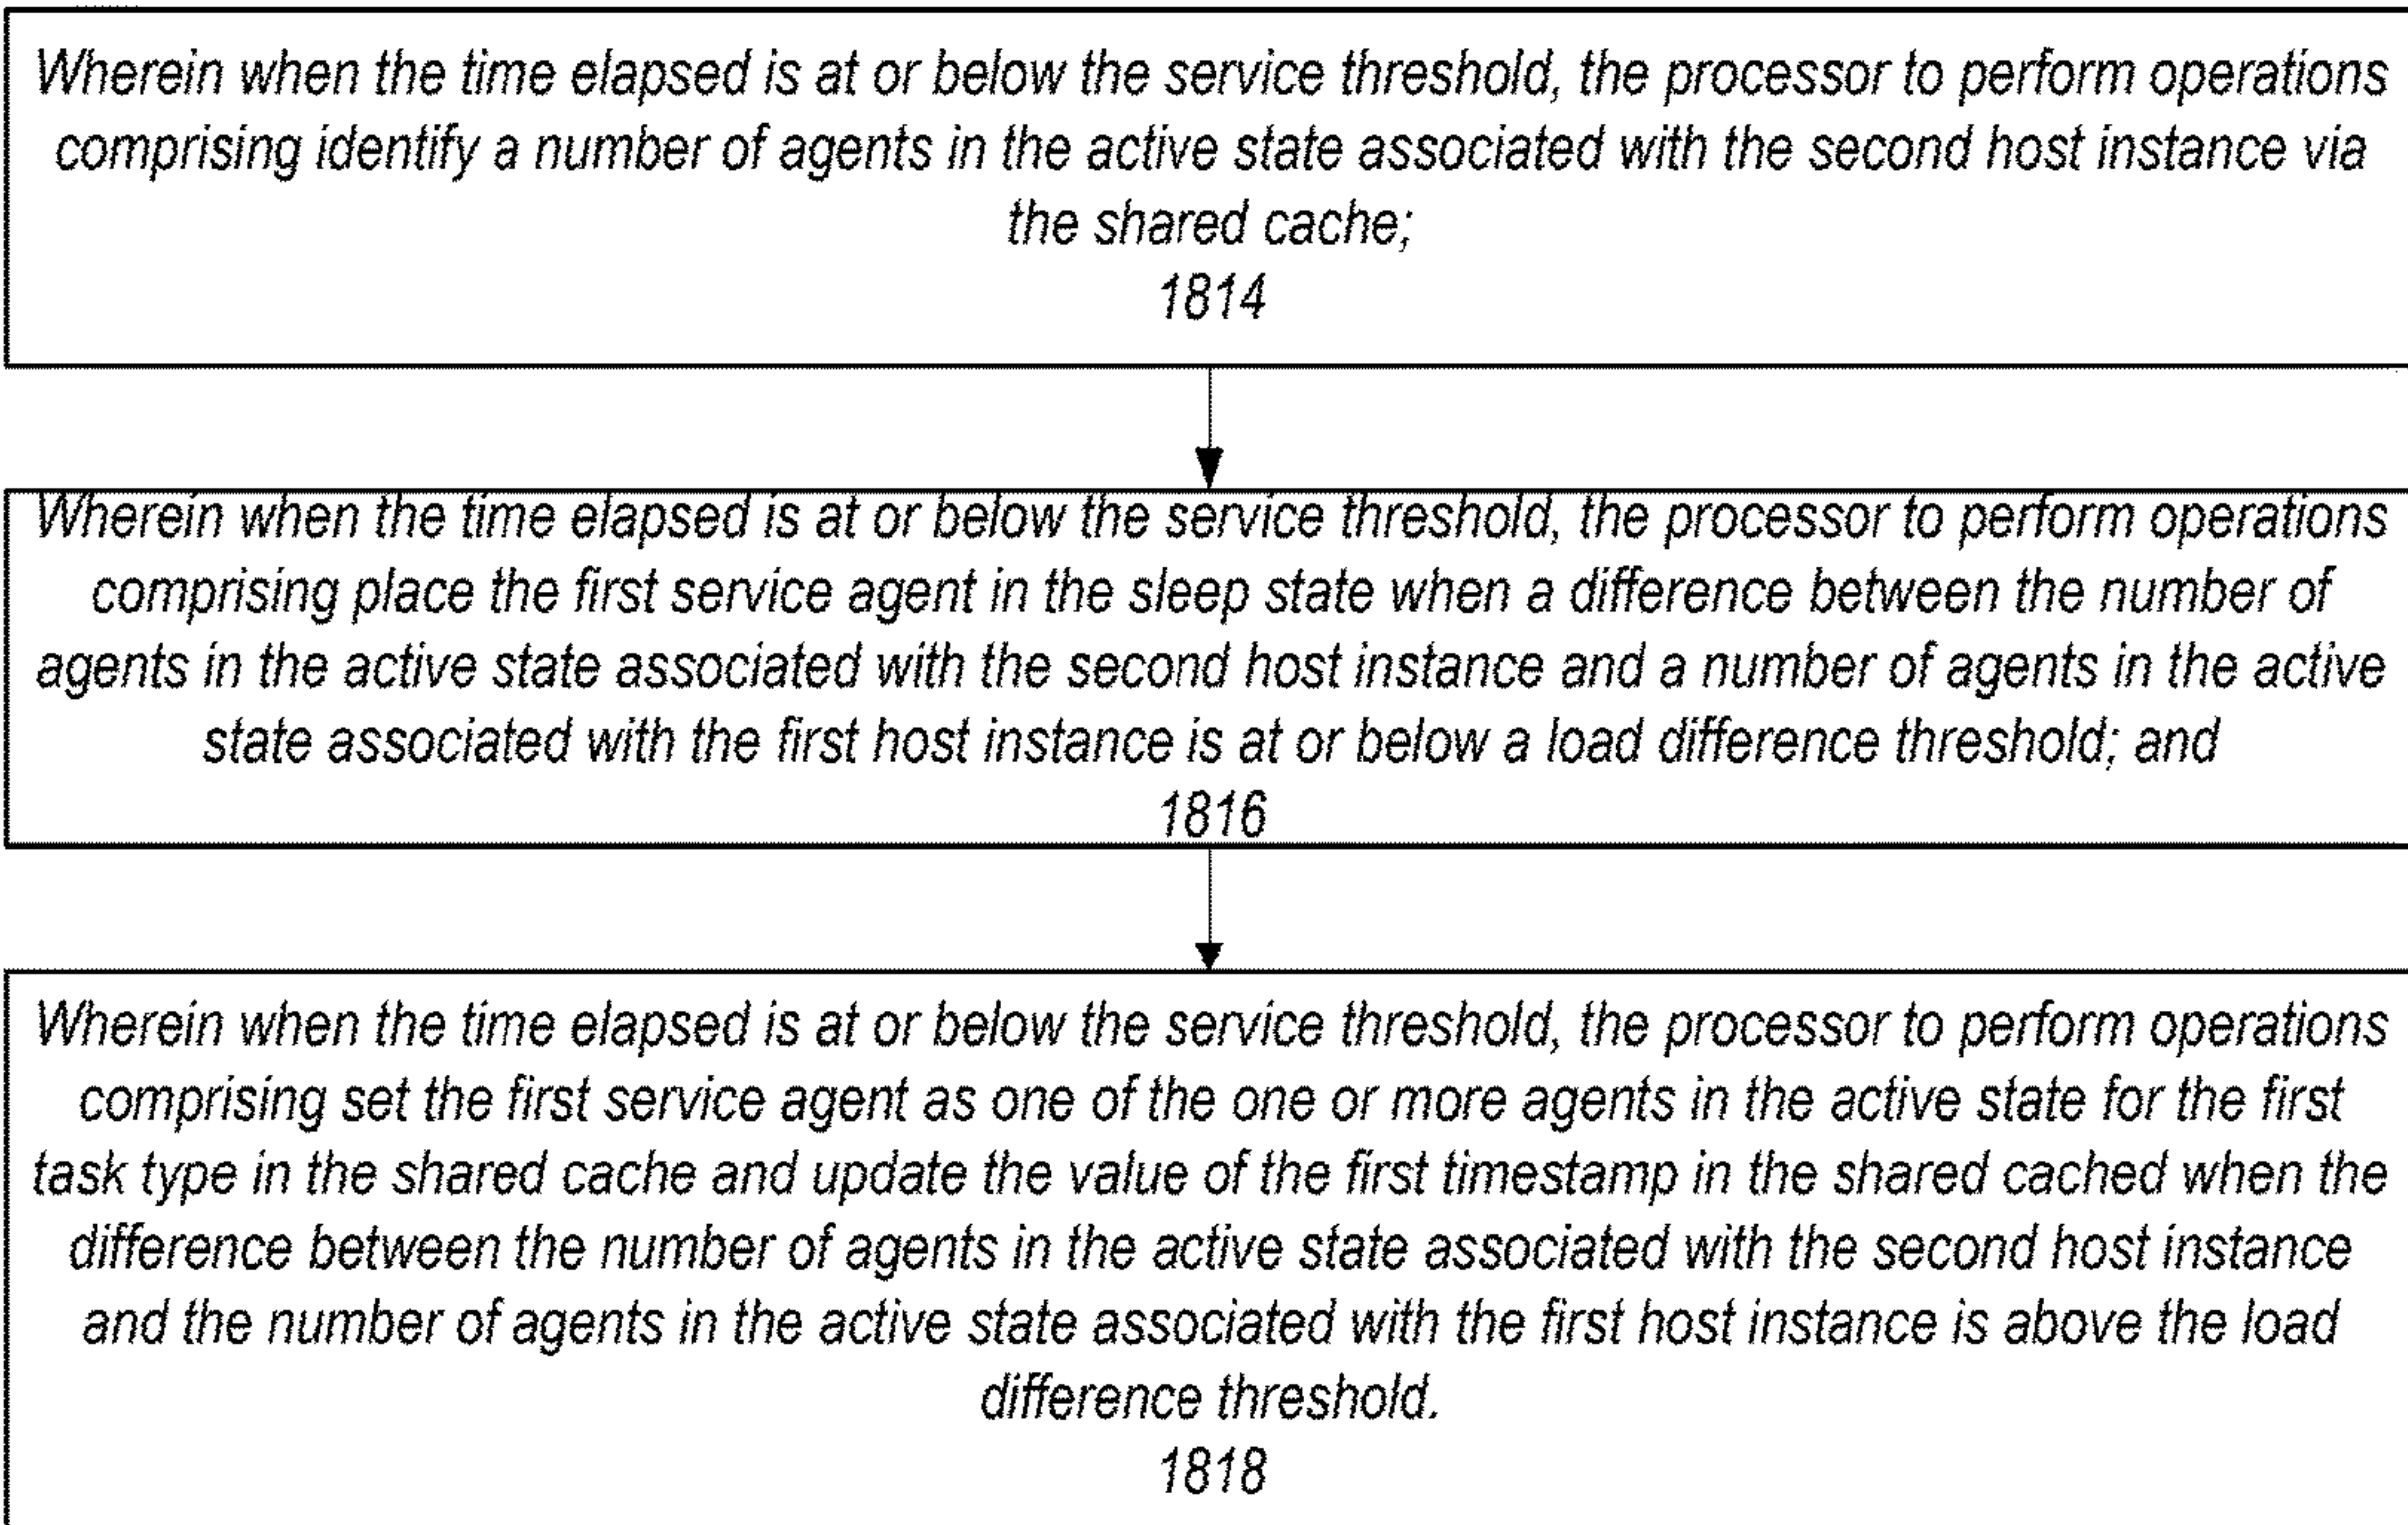 Wherein when the time elapsed is at or below the service threshold, the processor to perform operations
comprising identify a number of agents in the active state associated with the second host instance via
the shared cache;
1814
Wherein when the time elapsed is at or below the service threshold, the processor to perform operations
comprising place the first service agent in the sleep state when a difference between the number of
agents in the active state associated with the second host instance and a number of agents in the active
state associated with the first host instance is at or below a load difference threshold; and
1816
Wherein when the time elapsed is at or below the service threshold, the processor to perform operations
comprising set the first service agent as one of the one or more agents in the active state for the first
task type in the shared cache and update the value of the first timestamp in the shared cached when the
difference between the number of agents in the active state associated with the second host instance
and the number of agents in the active state associated with the first host instance is above the load
difference threshold.
1818